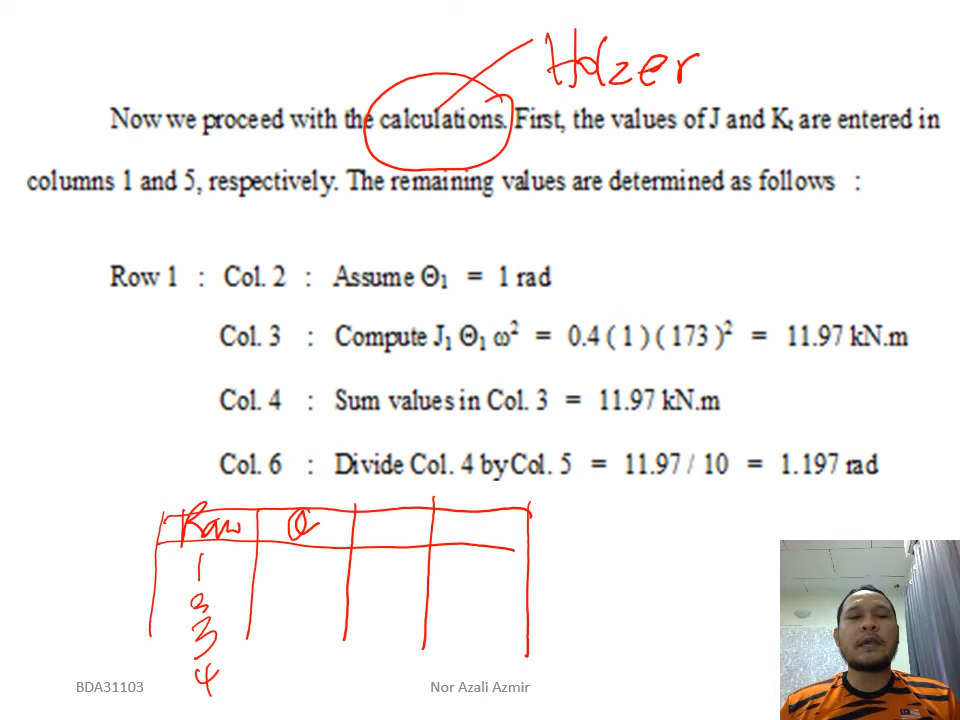 Holzer
Now we proceed with the calculations. First, the values of J and Kt are entered in
columns 1 and 5, respectively. The remaining values are determined as follows :
Row 1 : Col. 2 : Assume Θ₁ = 1 rad
Col. 3 : Compute J₁ Θ₁ ω² = 0.4 ( 1 ) ( 173 )² = 11.97 kN.m
Col. 4 : Sum values in Col. 3 = 11.97 kN.m
Col. 6 : Divide Col. 4 by Col. 5 = 11.97 / 10 = 1.197 rad
Row Θ
1
2
3
4
BDA31103 Nor Azali Azmir